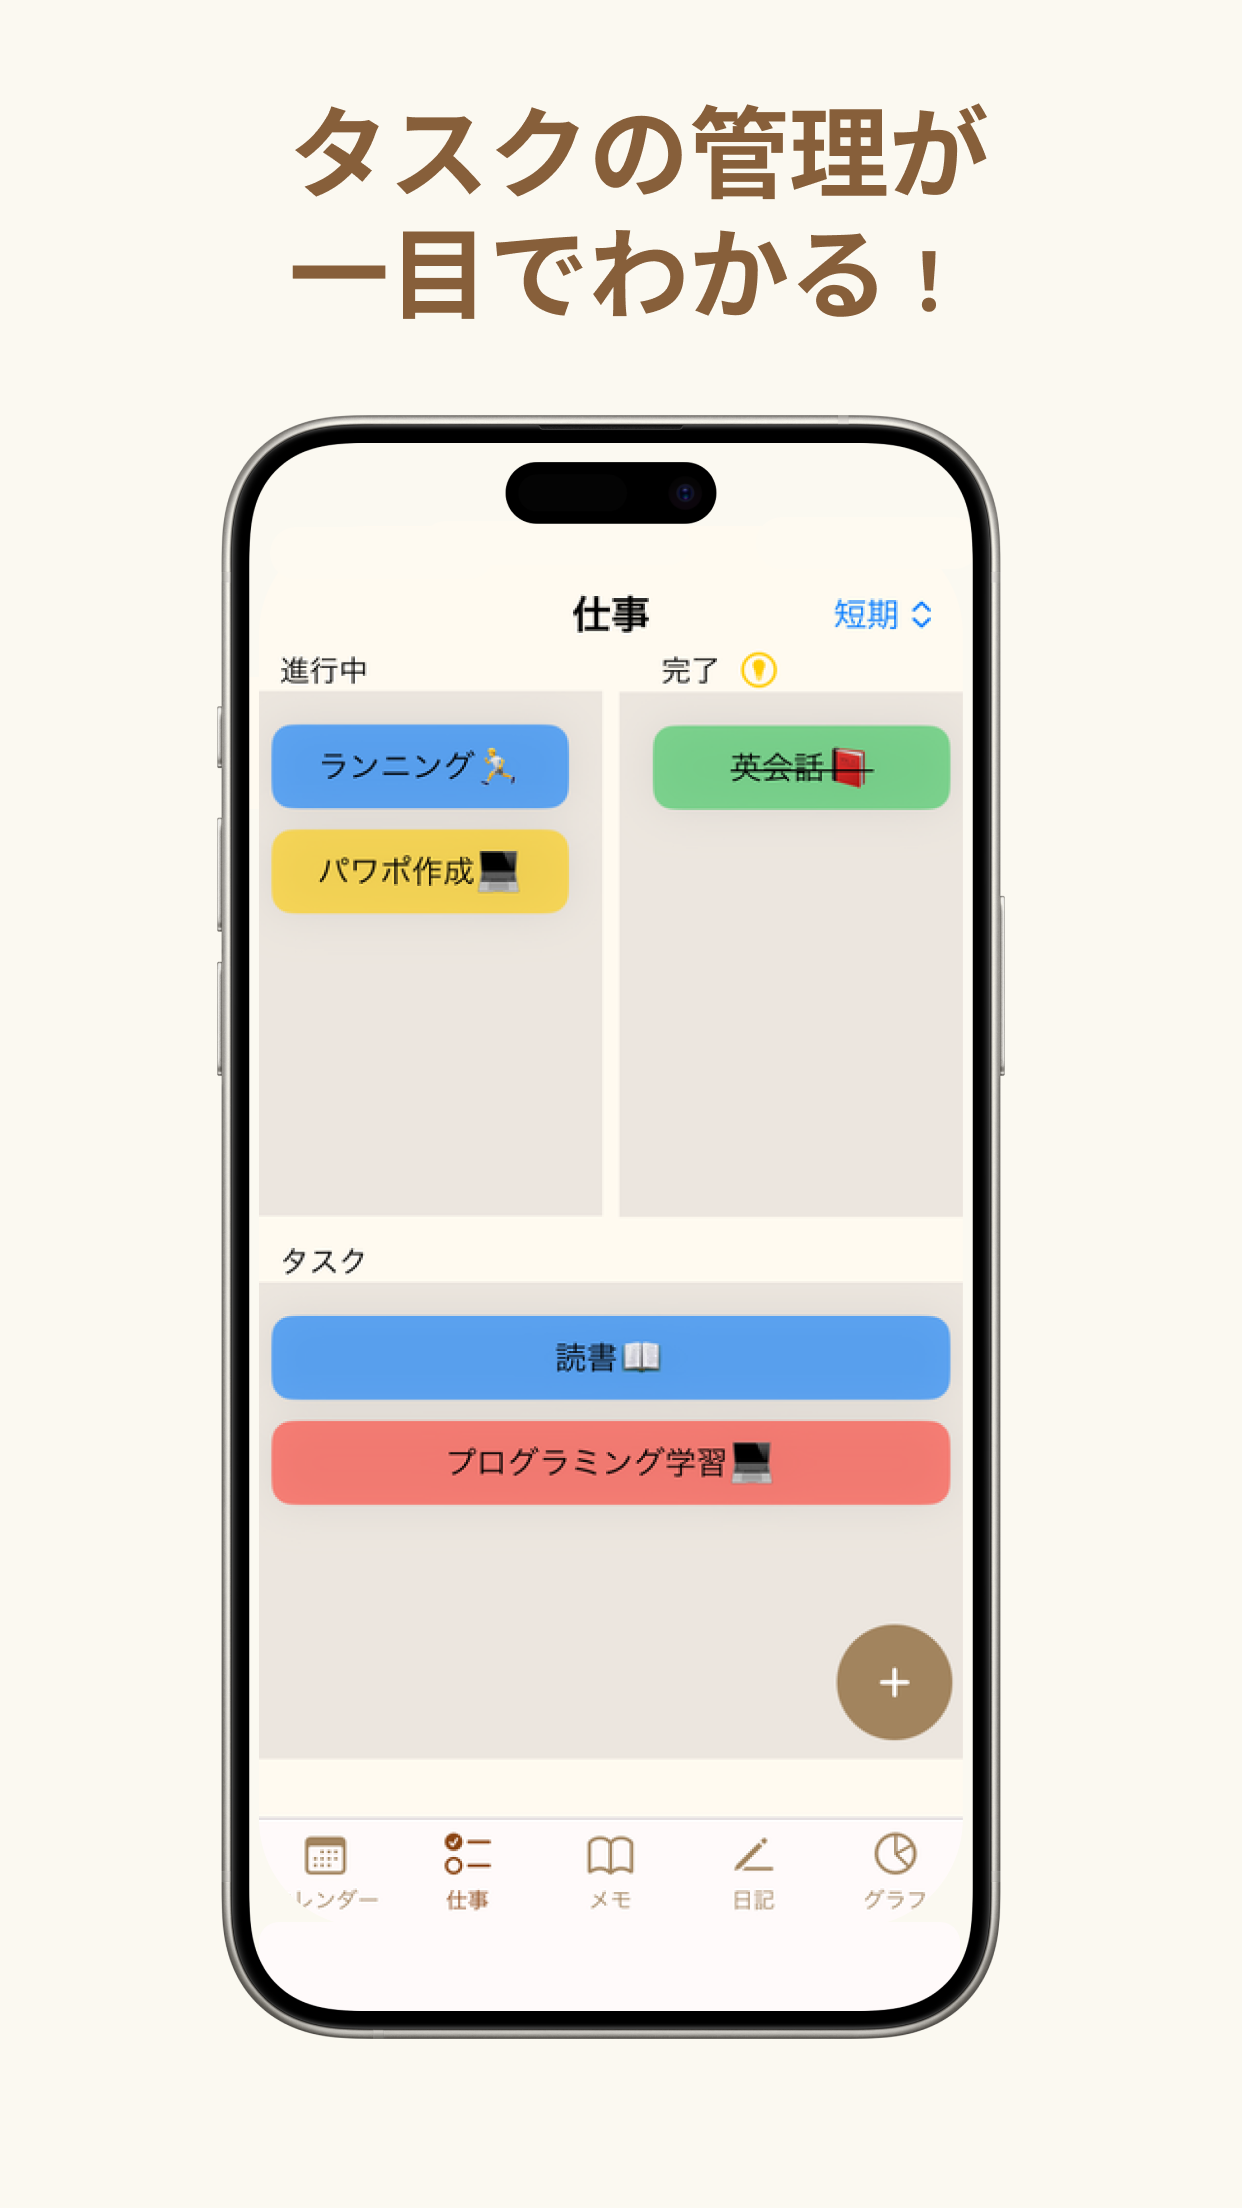 タスクの管理が
一目でわかる！
仕事
短期
進行中
完了
ランニング🏃
英会話📕
パワポ作成💻
タスク
読書📖
プログラミング学習💻
レンダー
仕事
メモ
日記
グラフ